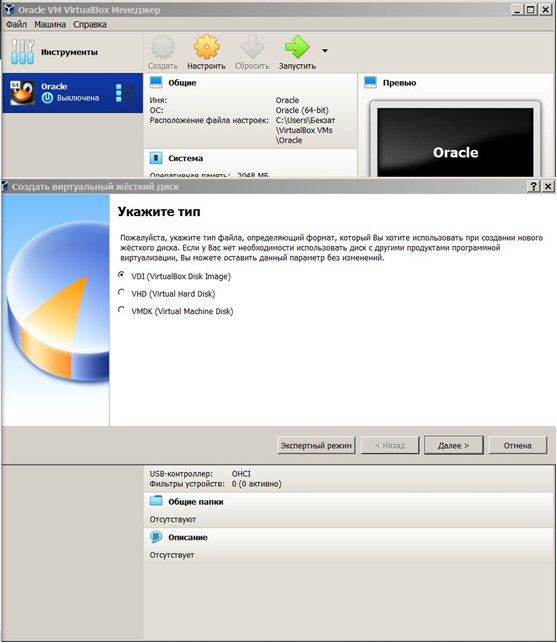 Oracle VM VirtualBox Менеджер
Файл Машина Справка
Инструменты
Создать Настроить Сбросить Запустить
64
Oracle
Выключена
Общие
Имя: Oracle
ОС: Oracle (64-bit)
Расположение файла настроек: C:\Users\Бекзат
\VirtualBox VMs
\Oracle
Система
Оперативная память: 2048 МБ
Превью
Oracle
Создать виртуальный жёсткий диск
Укажите тип
Пожалуйста, укажите тип файла, определяющий формат, который Вы хотите использовать при создании нового
жёсткого диска. Если у Вас нет необходимости использовать диск с другими продуктами программной
виртуализации, Вы можете оставить данный параметр без изменений.
VDI (VirtualBox Disk Image)
VHD (Virtual Hard Disk)
VMDK (Virtual Machine Disk)
Экспертный режим < Назад Далее > Отмена
USB-контроллер: OHCI
Фильтры устройств: 0 (0 активно)
Общие папки
Отсутствуют
Описание
Отсутствует